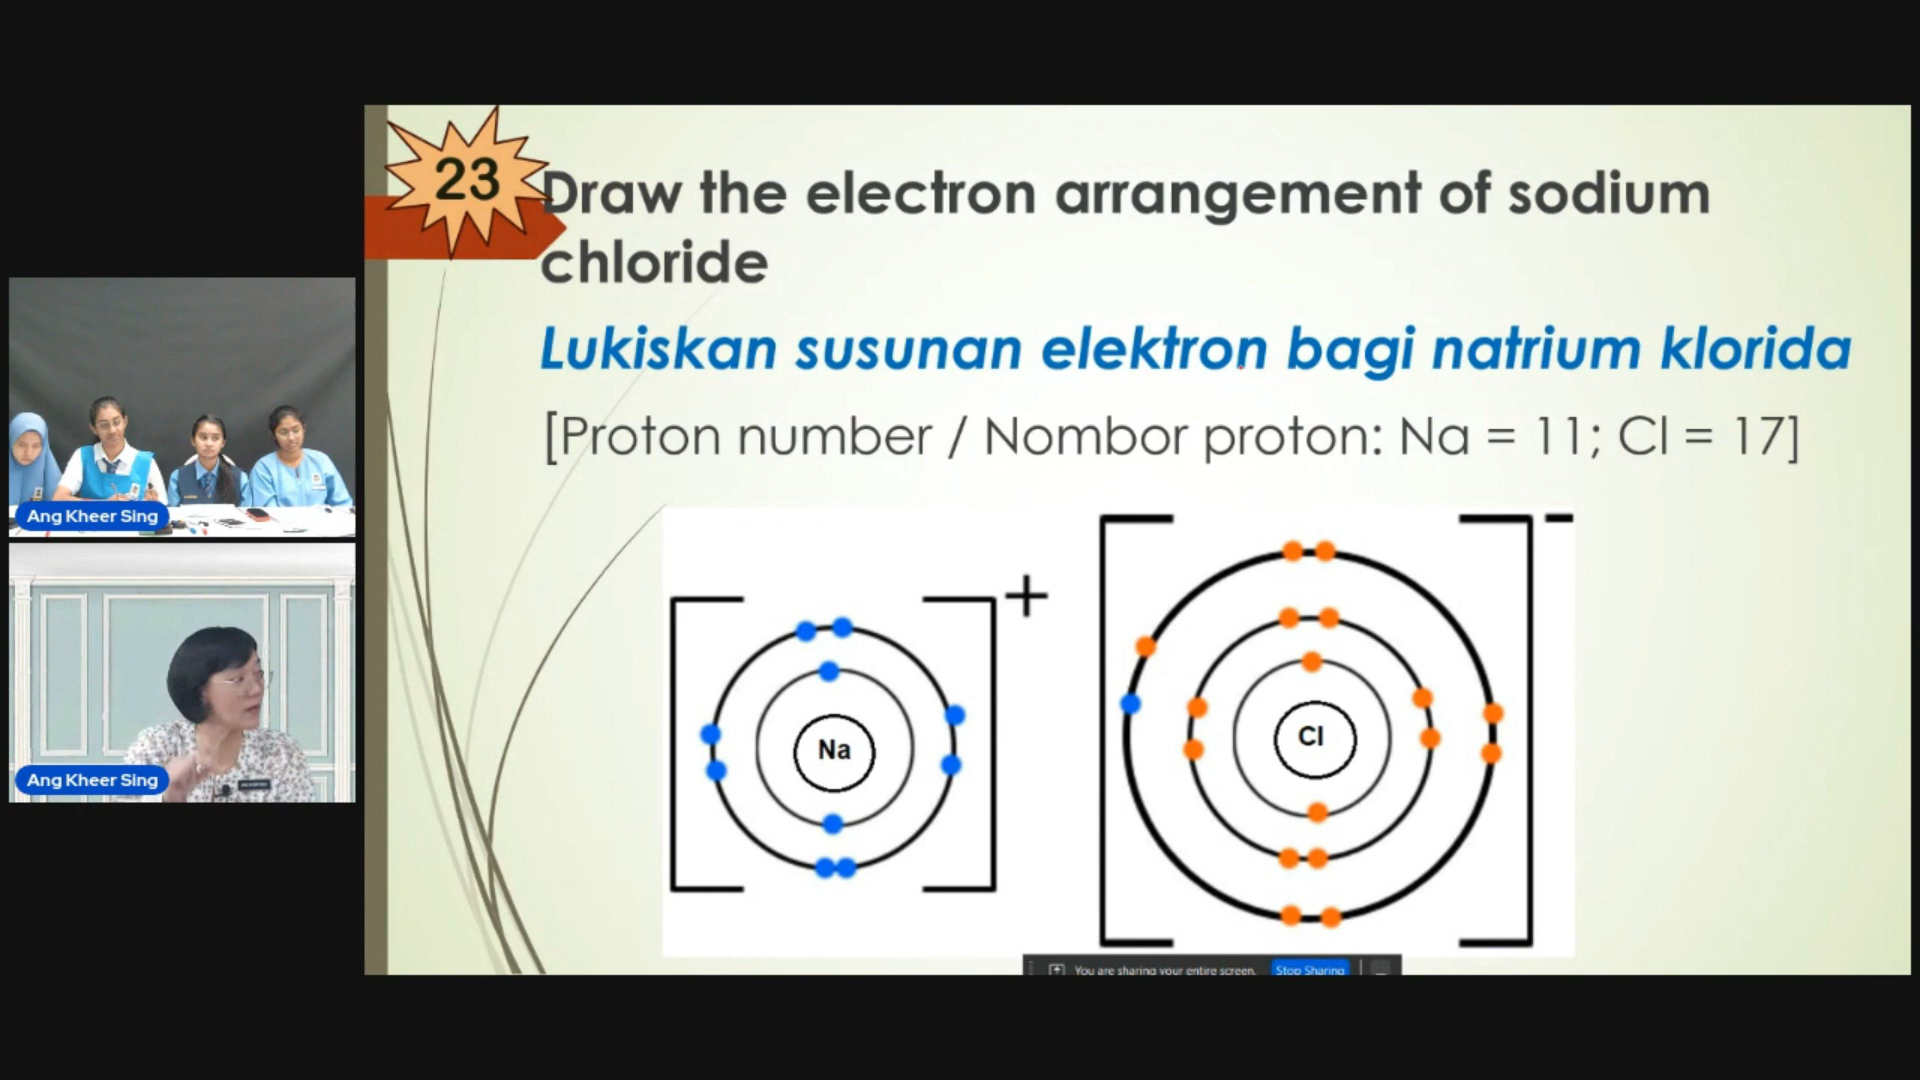 23
Draw the electron arrangement of sodium
chloride
Lukiskan susunan elektron bagi natrium klorida
[Proton number / Nombor proton: Na = 11; Cl = 17]
+
-
Na
Cl
Ang Kheer Sing
Ang Kheer Sing
You are sharing your entire screen.
Stop Sharing